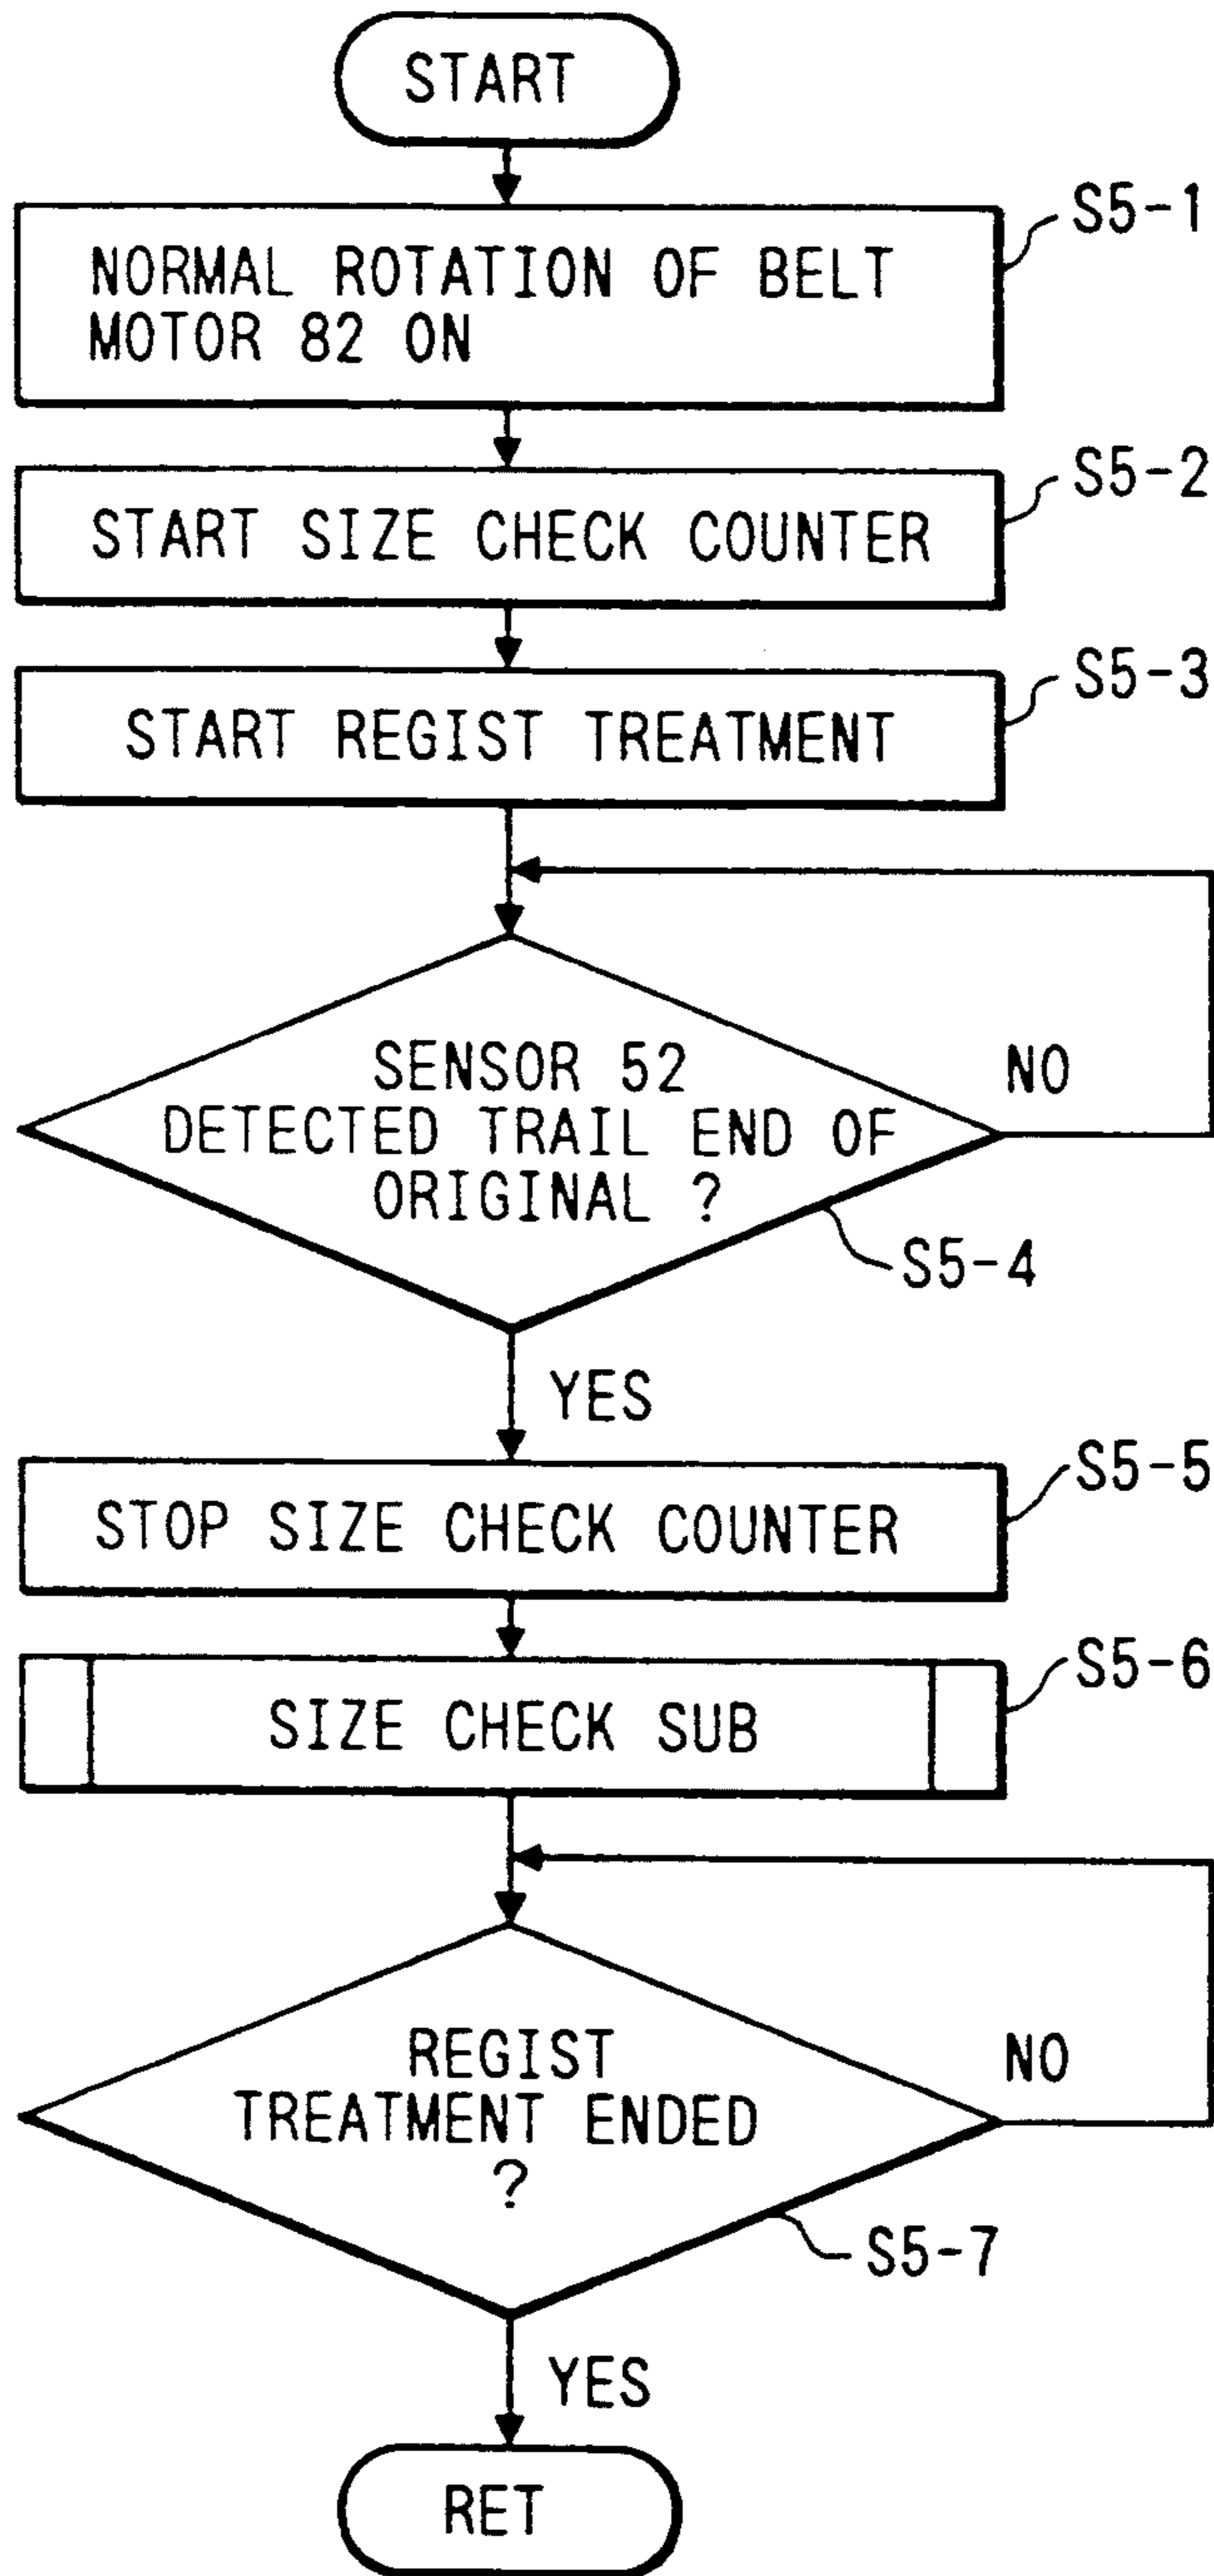 START
S5-1
NORMAL ROTATION OF BELT
MOTOR 82 ON
S5-2
START SIZE CHECK COUNTER
S5-3
START REGIST TREATMENT
SENSOR 52
DETECTED TRAIL END OF
ORIGINAL ?
NO
S5-4
YES
S5-5
STOP SIZE CHECK COUNTER
S5-6
SIZE CHECK SUB
REGIST
TREATMENT ENDED
?
NO
S5-7
YES
RET